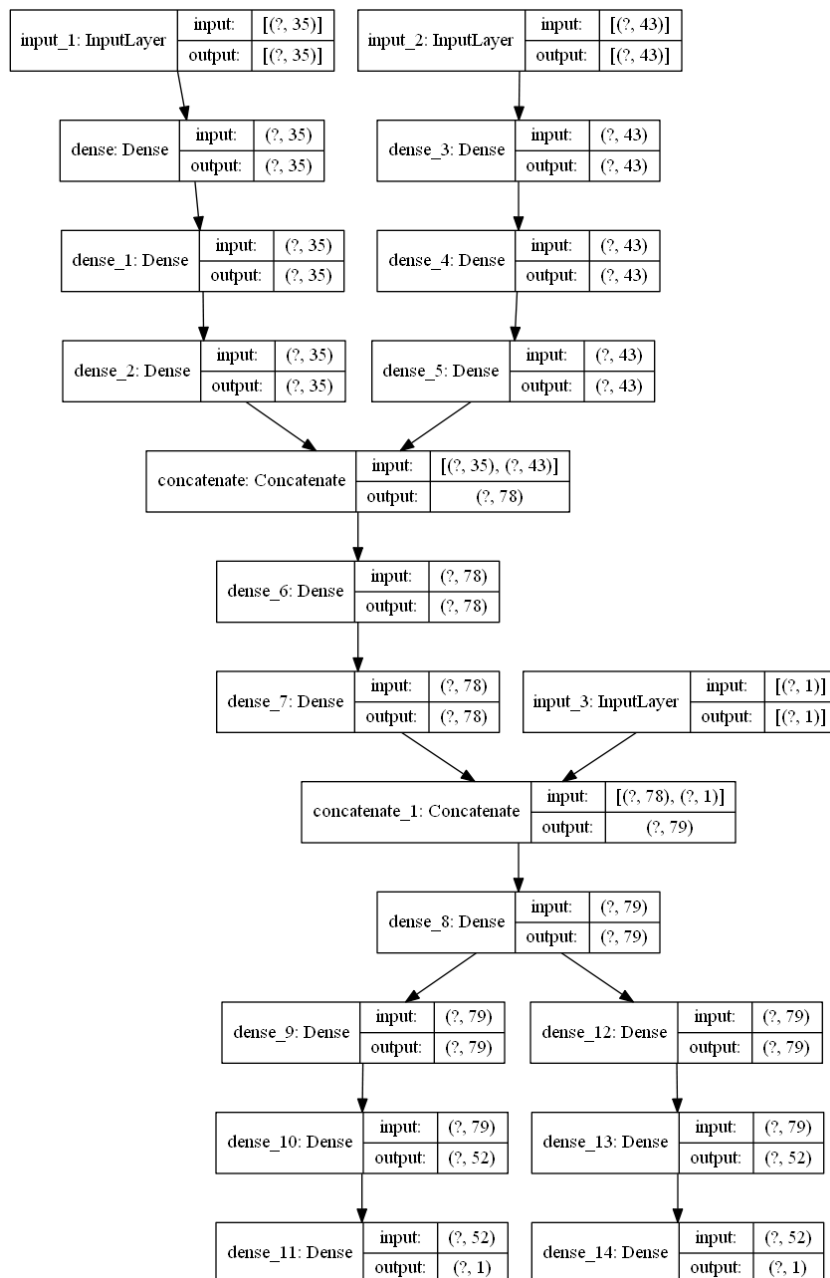 input_1: InputLayer
input: [(?, 35)]
output: [(?, 35)]
input_2: InputLayer
input: [(?, 43)]
output: [(?, 43)]
dense: Dense
input: (?, 35)
output: (?, 35)
dense_3: Dense
input: (?, 43)
output: (?, 43)
dense_1: Dense
input: (?, 35)
output: (?, 35)
dense_4: Dense
input: (?, 43)
output: (?, 43)
dense_2: Dense
input: (?, 35)
output: (?, 35)
dense_5: Dense
input: (?, 43)
output: (?, 43)
concatenate: Concatenate
input: [(?, 35), (?, 43)]
output: (?, 78)
dense_6: Dense
input: (?, 78)
output: (?, 78)
dense_7: Dense
input: (?, 78)
output: (?, 78)
input_3: InputLayer
input: [(?, 1)]
output: [(?, 1)]
concatenate_1: Concatenate
input: [(?, 78), (?, 1)]
output: (?, 79)
dense_8: Dense
input: (?, 79)
output: (?, 79)
dense_9: Dense
input: (?, 79)
output: (?, 79)
dense_12: Dense
input: (?, 79)
output: (?, 79)
dense_10: Dense
input: (?, 79)
output: (?, 52)
dense_13: Dense
input: (?, 79)
output: (?, 52)
dense_11: Dense
input: (?, 52)
output: (?, 1)
dense_14: Dense
input: (?, 52)
output: (?, 1)